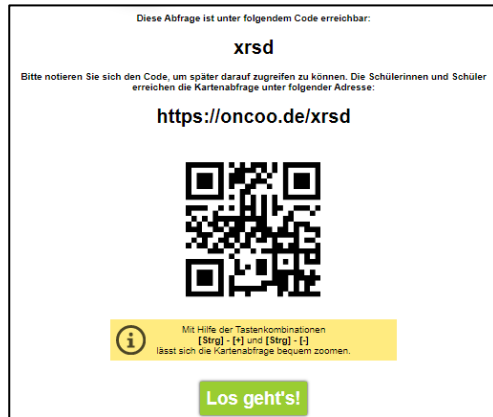 Diese Abfrage ist unter folgendem Code erreichbar:
xrsd
Bitte notieren Sie sich den Code, um später darauf zugreifen zu können. Die Schülerinnen und Schüler
erreichen die Kartenabfrage unter folgender Adresse:
https://oncoo.de/xrsd
Mit Hilfe der Tastenkombinationen
[Strg] - [+] und [Strg] - [-]
lässt sich die Kartenabfrage bequem zoomen.
Los geht's!